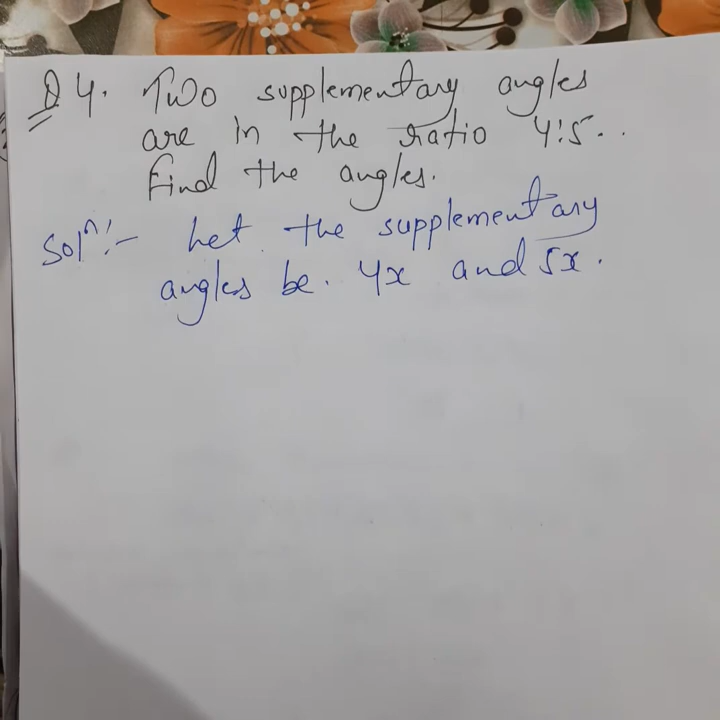 Q 4. Two supplementary angles
are in the ratio 4:5..
Find the angles.
Solⁿ:- Let the supplementary
angles be. 4x and 5x.